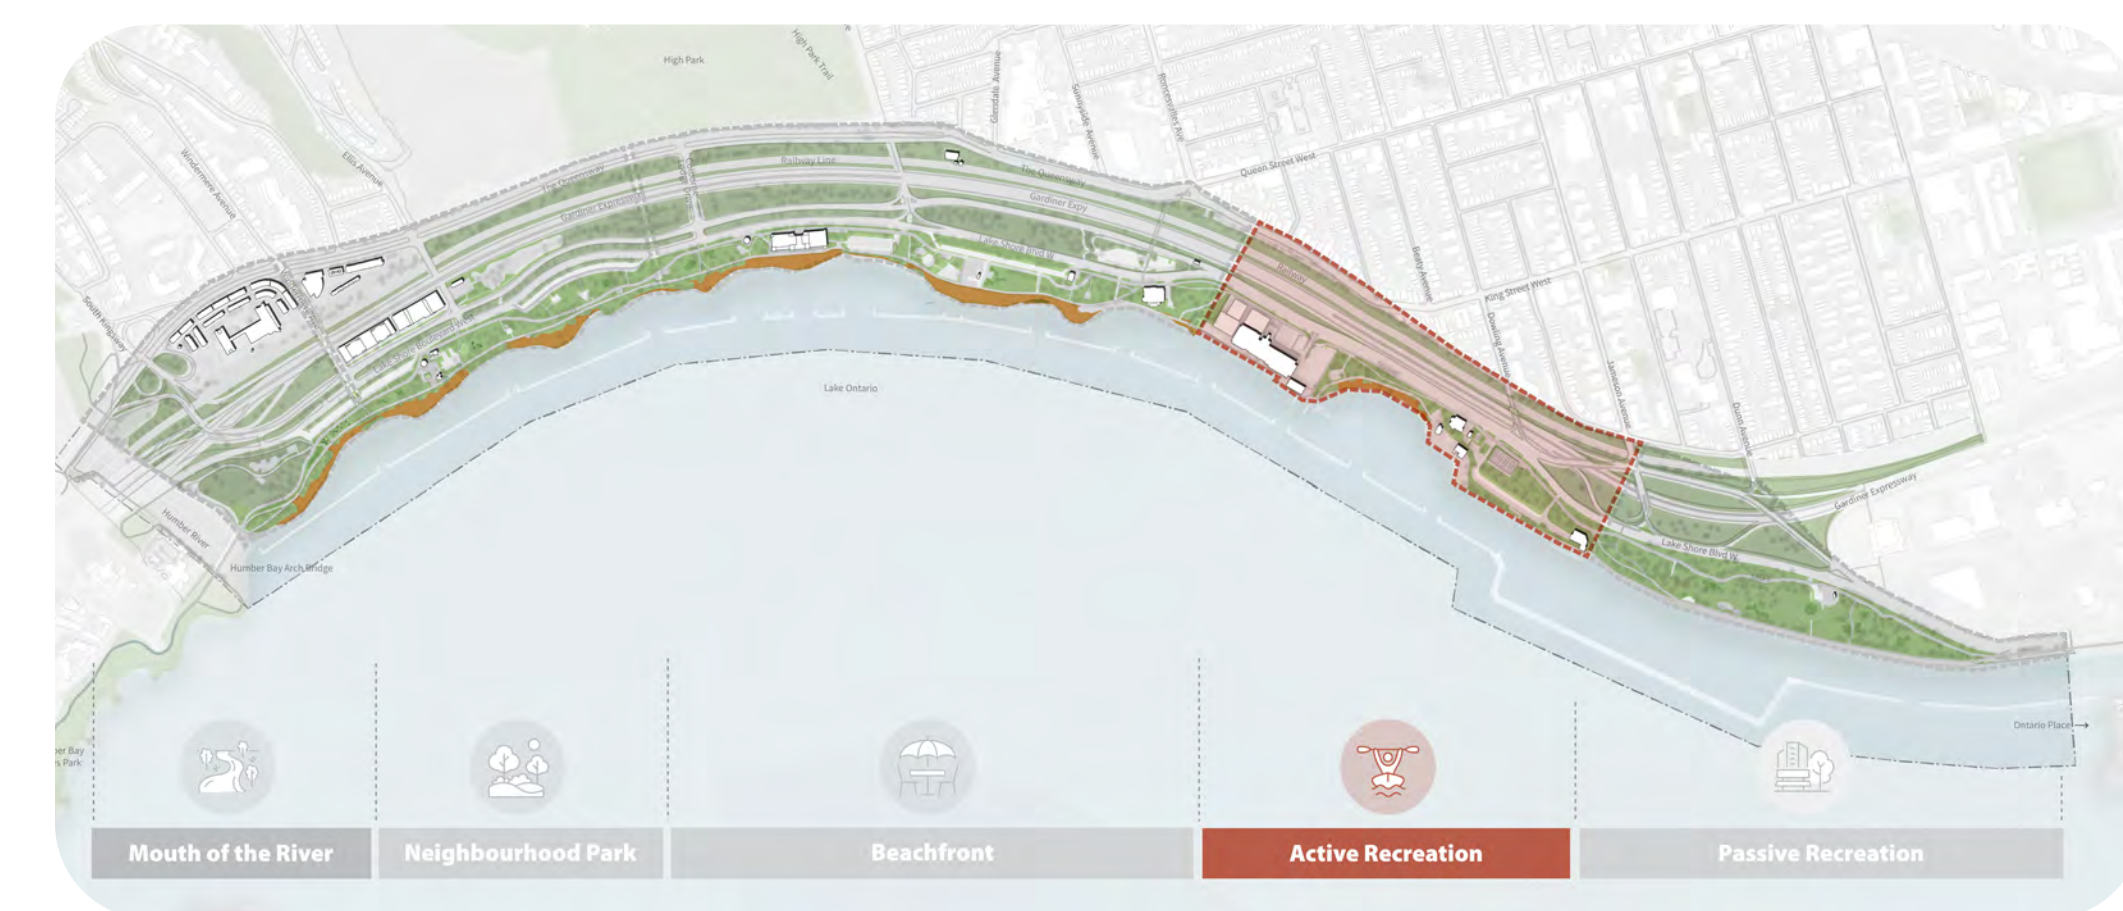 High Park
High Park Trail
Glendale Avenue
Sunnyside Avenue
Roncesvalles Ave
Queen Street West
Windermere Avenue
Ellis Avenue
The Queensway
Railway Line
The Queensway
Gardiner Expressway
Gardiner Expy
Lake Shore Blvd W
Railway
Beaty Avenue
King Street West
Dowling Avenue
Jameson Avenue
Dunn Avenue
South Kingsway
Lake Shore Boulevard West
Lake Ontario
Gardiner Expressway
Lake Shore Blvd W
Humber River
Humber Bay Arch Bridge
Ontario Place
Mouth of the River
Neighbourhood Park
Beachfront
Active Recreation
Passive Recreation